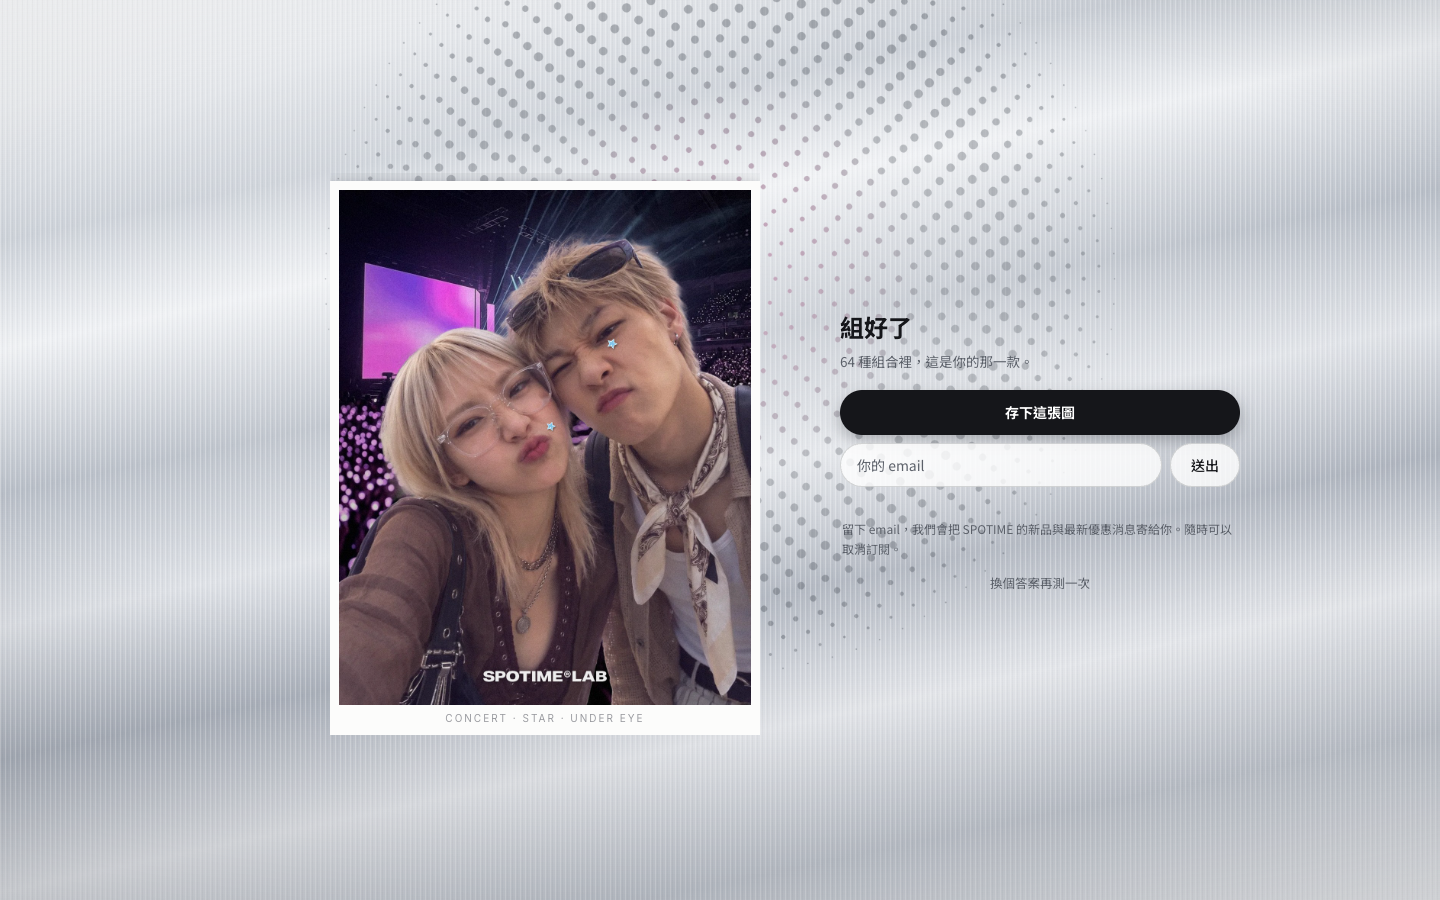 SPOTIME®LAB
CONCERT · STAR · UNDER EYE
組好了
64 種組合裡，這是你的那一款。
存下這張圖
你的 email
送出
留下 email，我們會把 SPOTIME 的新品與最新優惠消息寄給你。隨時可以
取消訂閱。
換個答案再測一次